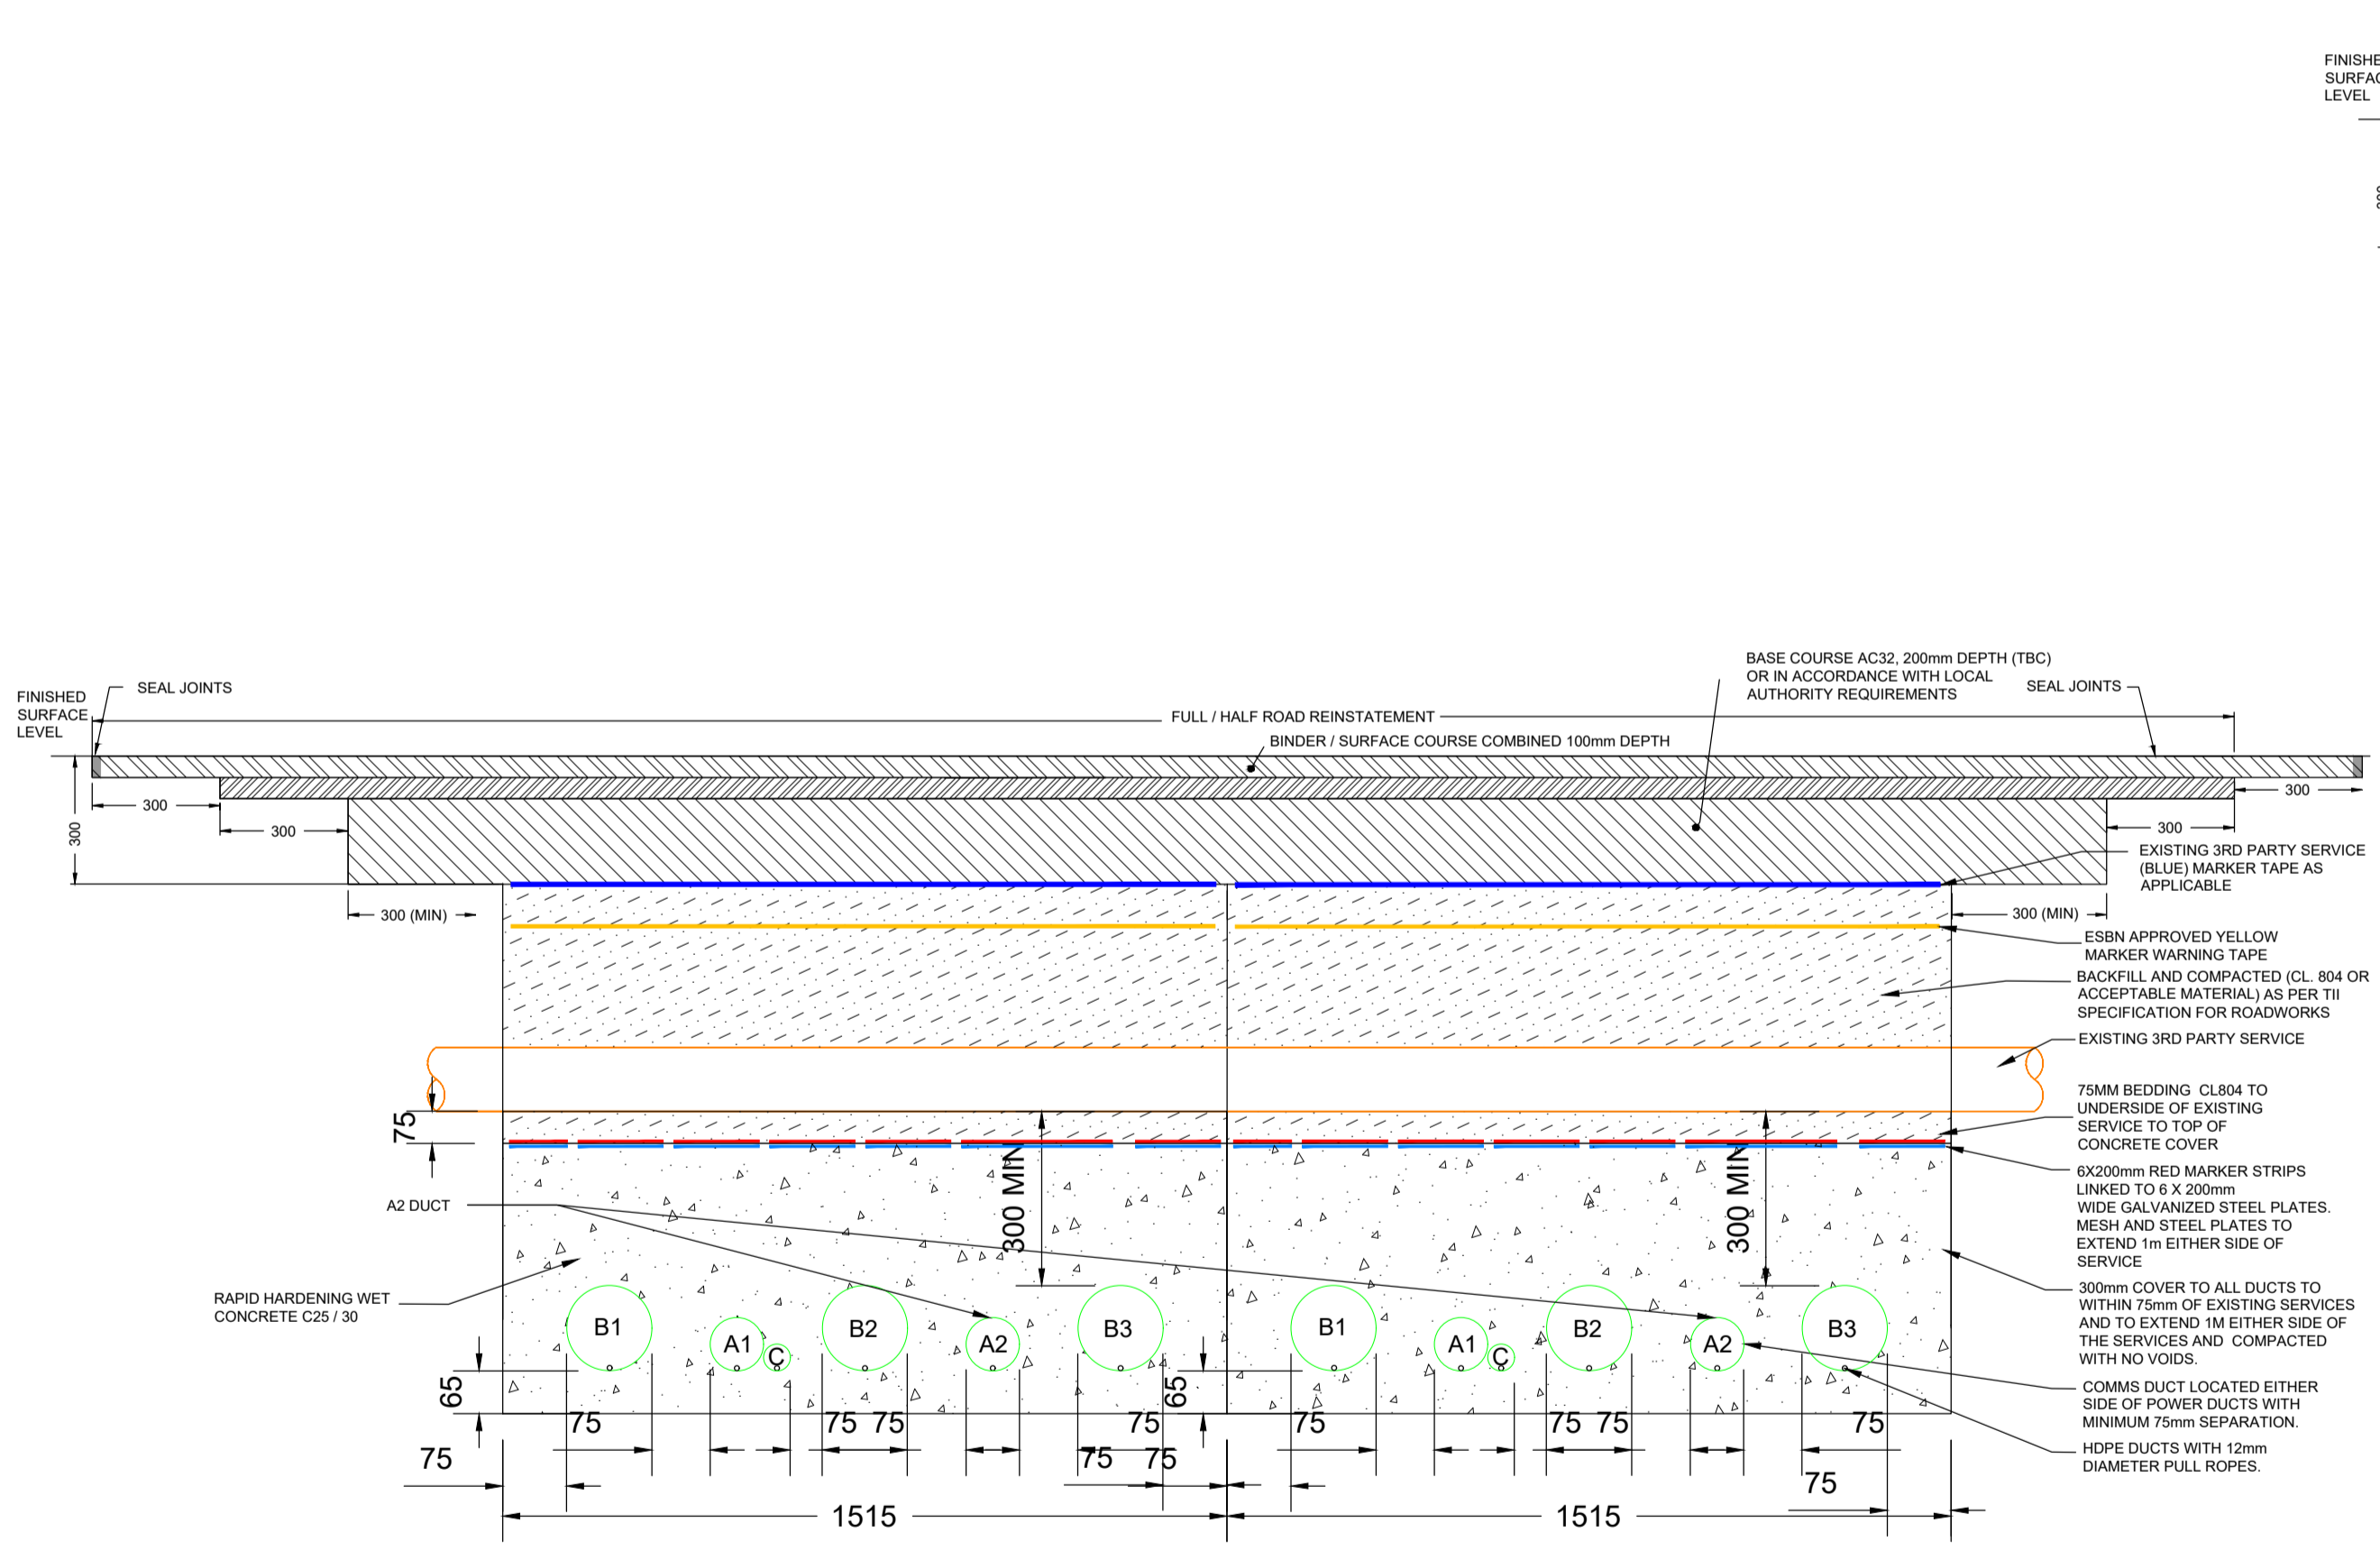 FINISHE
SURFAC
LEVEL
SEAL JOINTS
FINISHED
SURFACE
LEVEL
FULL / HALF ROAD REINSTATEMENT
BINDER / SURFACE COURSE COMBINED 100mm DEPTH
BASE COURSE AC32, 200mm DEPTH (TBC)
OR IN ACCORDANCE WITH LOCAL
AUTHORITY REQUIREMENTS
SEAL JOINTS
300
300
300
300 (MIN)
300
300
300 (MIN)
EXISTING 3RD PARTY SERVICE
(BLUE) MARKER TAPE AS
APPLICABLE
ESBN APPROVED YELLOW
MARKER WARNING TAPE
BACKFILL AND COMPACTED (CL. 804 OR
ACCEPTABLE MATERIAL) AS PER TII
SPECIFICATION FOR ROADWORKS
EXISTING 3RD PARTY SERVICE
75MM BEDDING CL804 TO
UNDERSIDE OF EXISTING
SERVICE TO TOP OF
CONCRETE COVER
6X200mm RED MARKER STRIPS
LINKED TO 6 X 200mm
WIDE GALVANIZED STEEL PLATES.
MESH AND STEEL PLATES TO
EXTEND 1m EITHER SIDE OF
SERVICE
300mm COVER TO ALL DUCTS TO
WITHIN 75mm OF EXISTING SERVICES
AND TO EXTEND 1M EITHER SIDE OF
THE SERVICES AND COMPACTED
WITH NO VOIDS.
COMMS DUCT LOCATED EITHER
SIDE OF POWER DUCTS WITH
MINIMUM 75mm SEPARATION.
HDPE DUCTS WITH 12mm
DIAMETER PULL ROPES.
75
A2 DUCT
RAPID HARDENING WET
CONCRETE C25 / 30
300 MIN
300 MIN
B1
A1
C
B2
A2
B3
B1
A1
C
B2
A2
B3
65
65
75
75 75
75
75
75 75
75
75
75
75
75
75
1515
1515